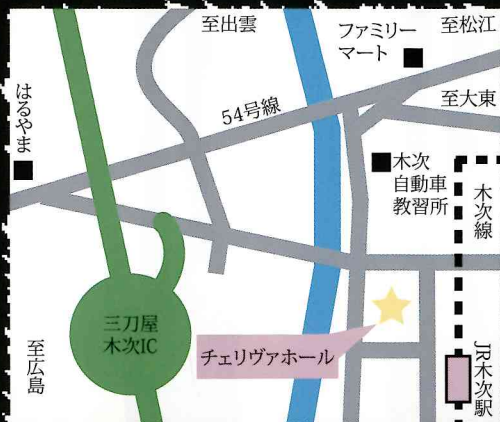 至出雲
ファミリー
マート
至松江
至大東
54号線
はるやま
木次
自動車
教習所
木次線
三刀屋
木次IC
チェリヴァホール
至広島
JR木次駅